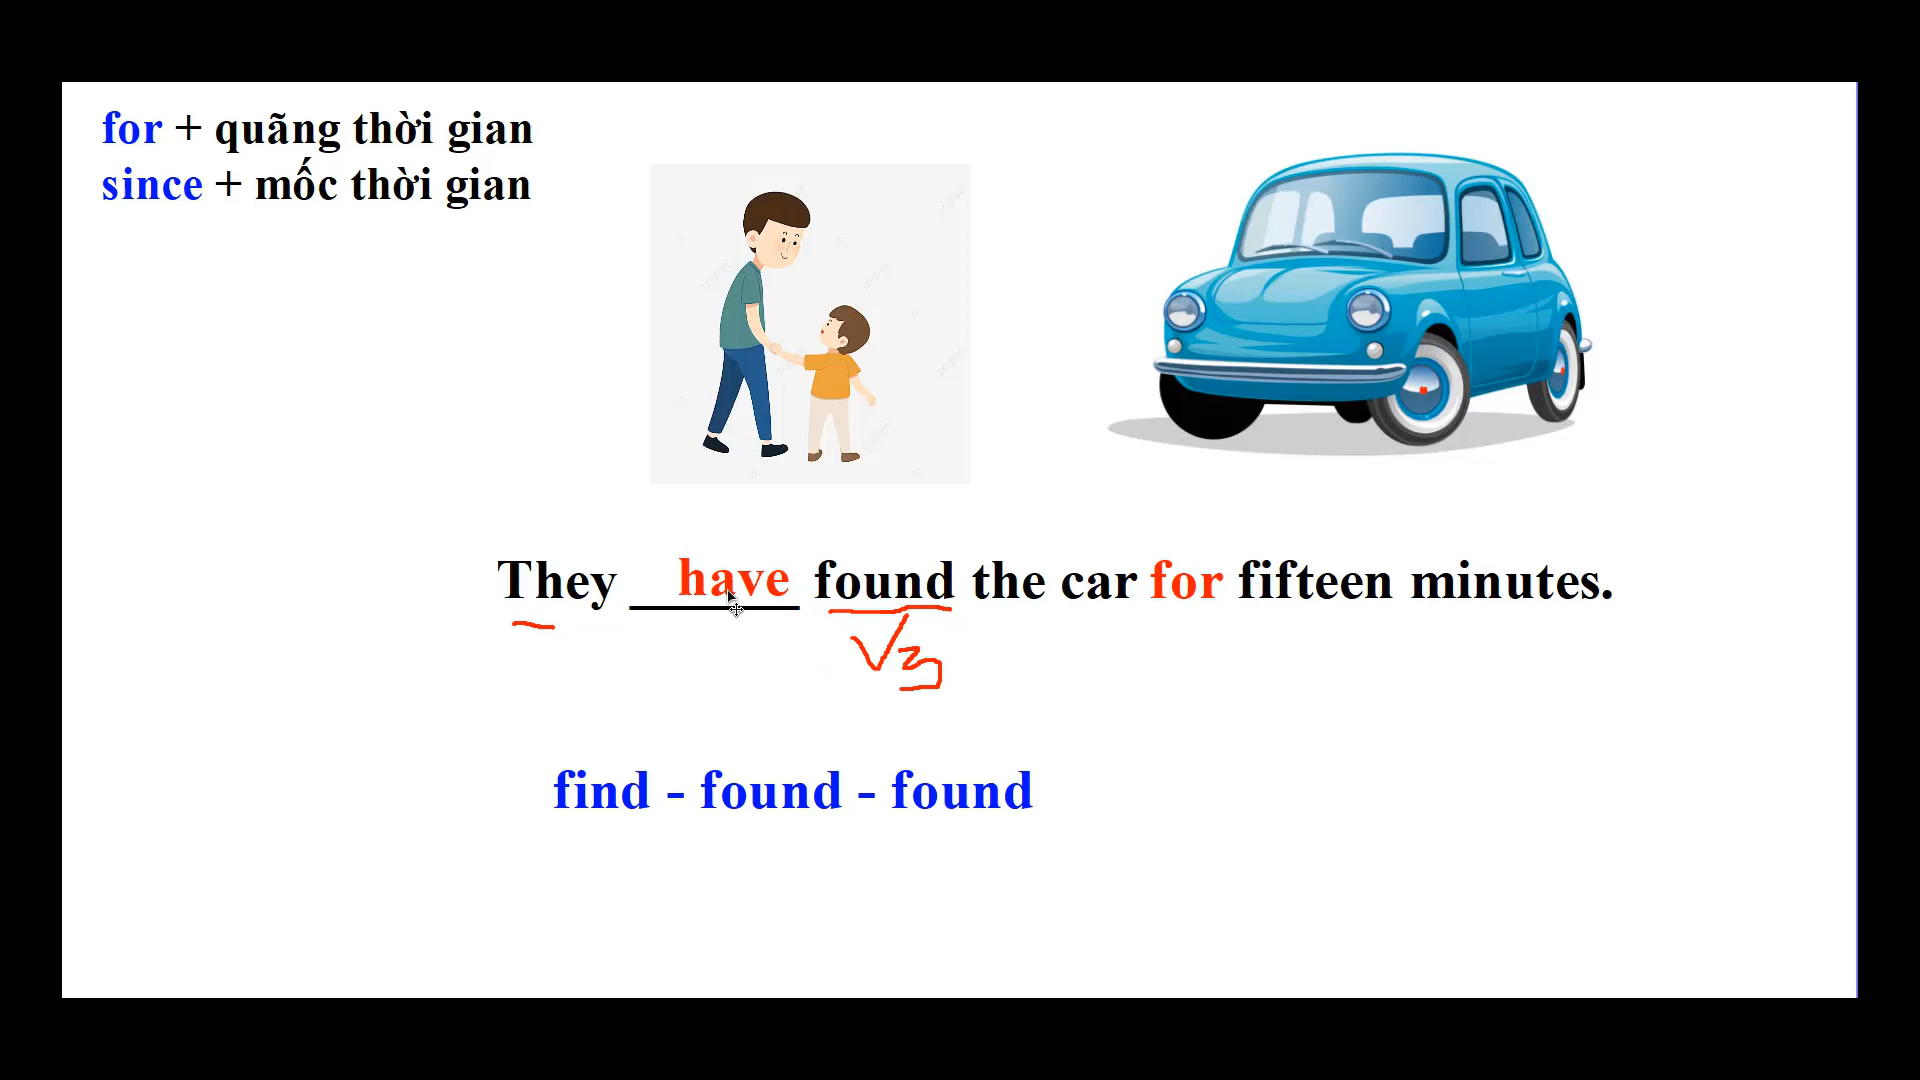 for + quãng thời gian
since + mốc thời gian
They have found the car for fifteen minutes.
V3
find - found - found